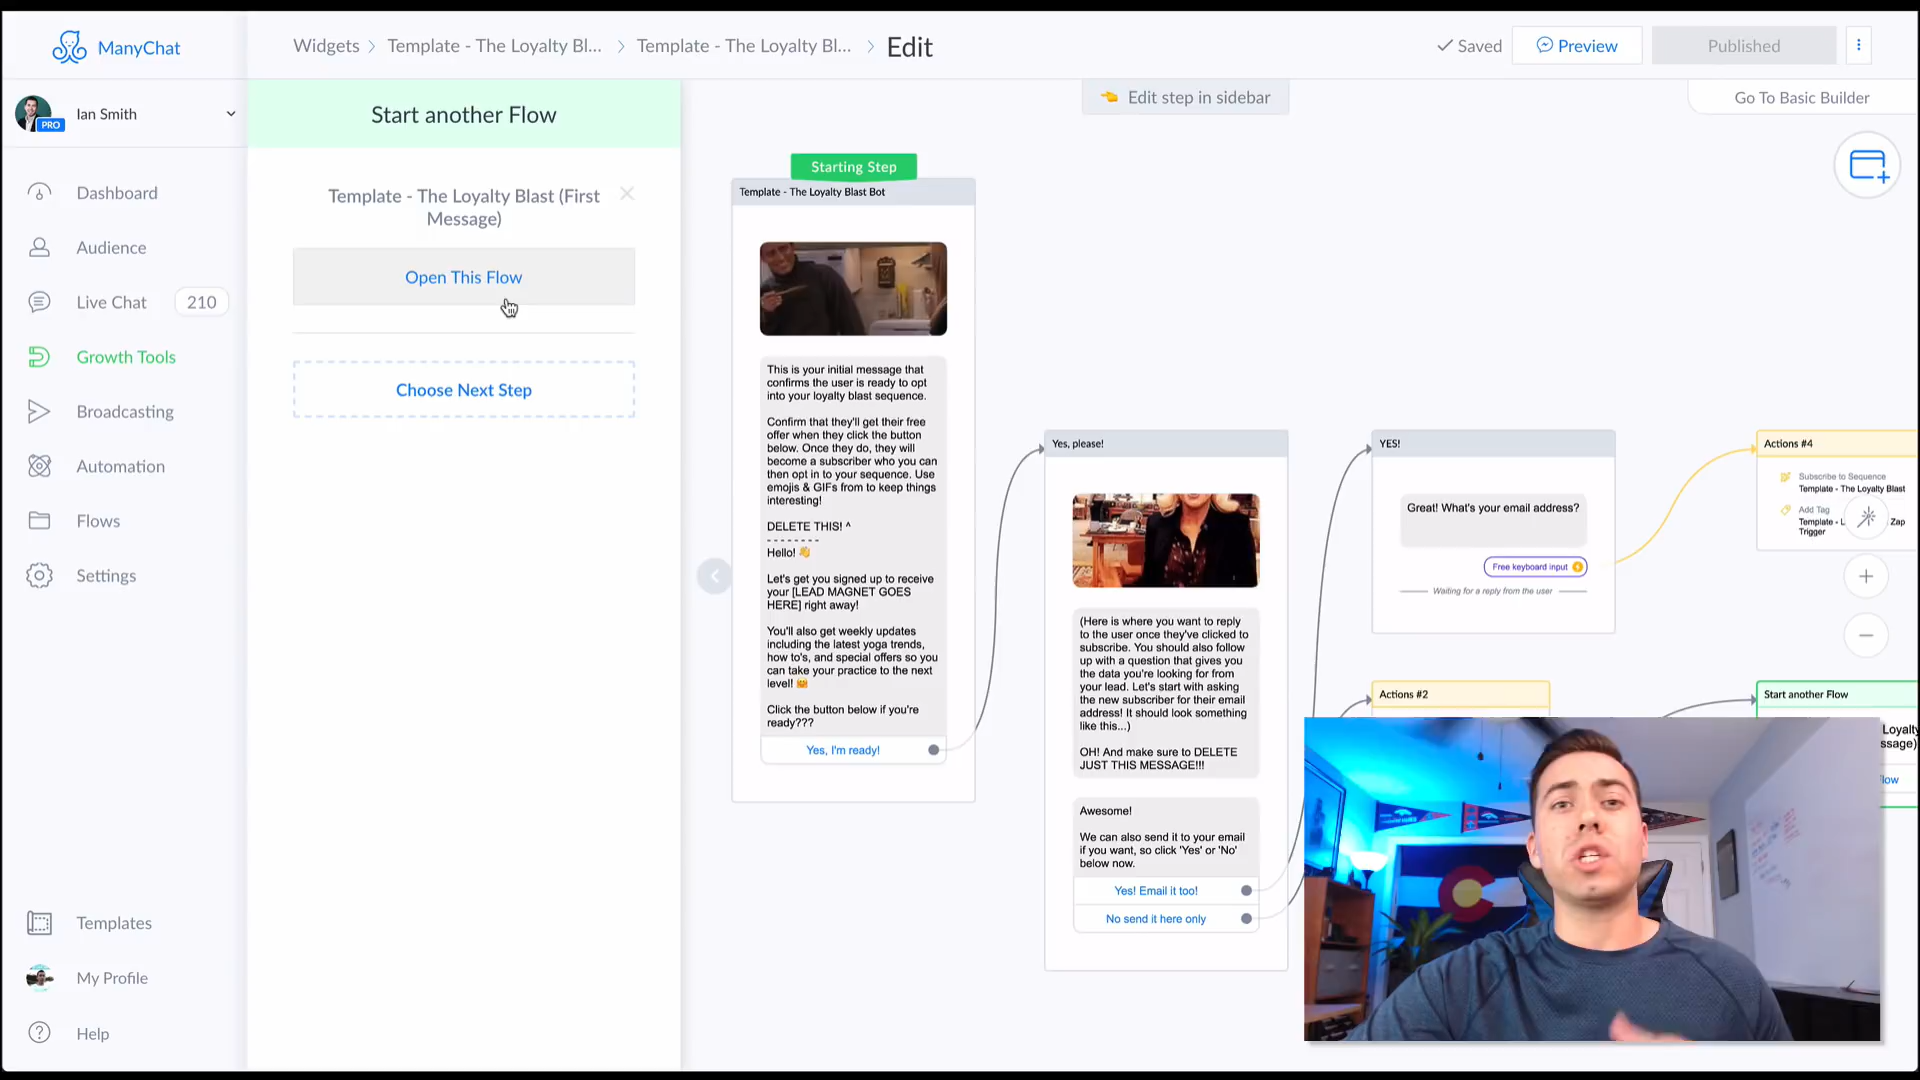 ManyChat
Widgets
Template - The Loyalty Bl...
Template - The Loyalty Bl...
Edit
Saved
Preview
Published
Ian Smith
PRO
Dashboard
Audience
Live Chat
210
Growth Tools
Broadcasting
Automation
Flows
Settings
Templates
My Profile
Help
Start another Flow
Template - The Loyalty Blast (First
Message)
Open This Flow
Choose Next Step
Edit step in sidebar
Go To Basic Builder
Starting Step
Template - The Loyalty Blast Bot
This is your initial message that
confirms the user is ready to opt
into your loyalty blast sequence.
Confirm that they'll get their free
offer when they click the button
below. Once they do, they will
become a subscriber who you can
then opt in to your sequence. Use
emojis & GIFs from to keep things
interesting!
DELETE THIS! ^
--------
Hello! 👋
Let's get you signed up to receive
your [LEAD MAGNET GOES
HERE] right away!
You'll also get weekly updates
including the latest yoga trends,
how to's, and special offers so you
can take your practice to the next
level! 🤗
Click the button below if you're
ready???
Yes, I'm ready!
Yes, please!
(Here is where you want to reply
to the user once they've clicked to
subscribe. You should also follow
up with a question that gives you
the data you're looking for from
your lead. Let's start with asking
the new subscriber for their email
address! It should look something
like this...)
OH! And make sure to DELETE
JUST THIS MESSAGE!!!
Awesome!
We can also send it to your email
if you want, so click 'Yes' or 'No'
below now.
Yes! Email it too!
No send it here only
YES!
Great! What's your email address?
Free keyboard input
Waiting for a reply from the user
Actions #4
Subscribe to Sequence
Template - The Loyalty Blast
Add Tag
Template - L Zap
Trigger
Actions #2
Start another Flow
Loyalty
ssage)
low